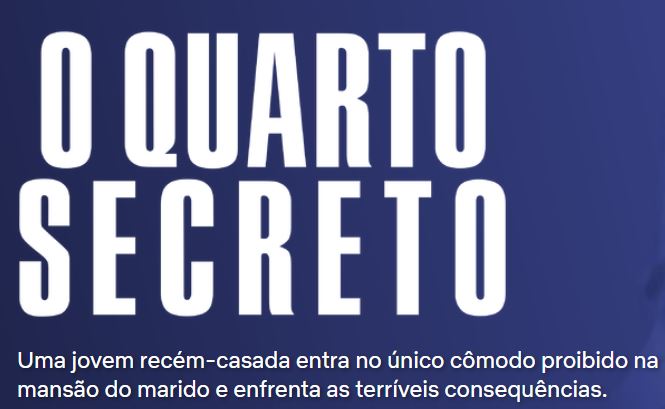 O QUARTO
SECRETO
Uma jovem recém-casada entra no único cômodo proibido na
mansão do marido e enfrenta as terríveis consequências.